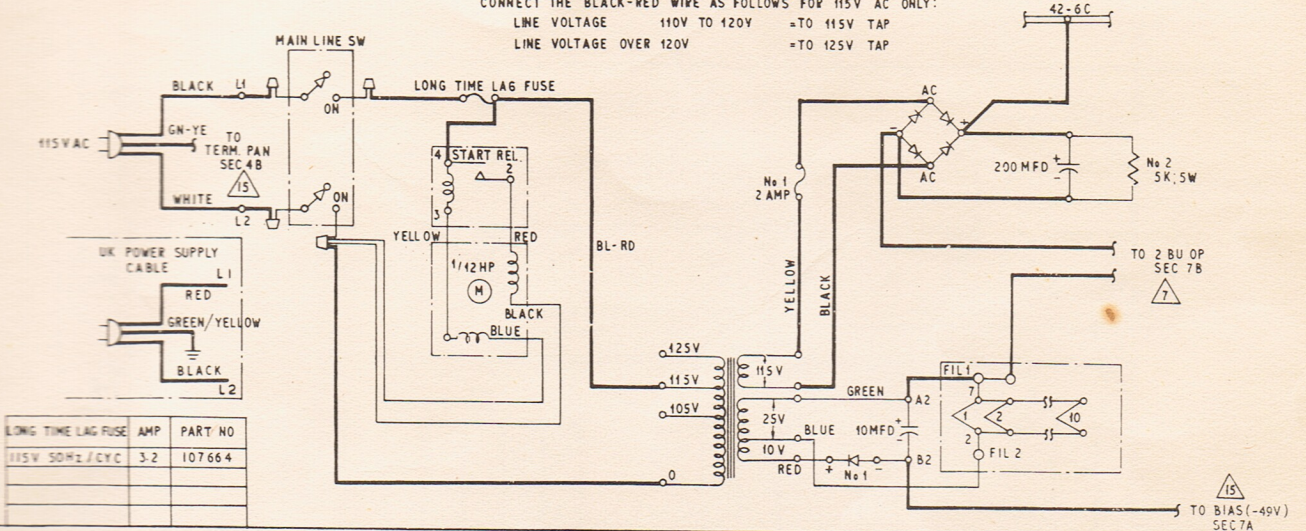 CONNECT THE BLACK-RED WIRE AS FOLLOWS FOR 115V AC ONLY:
LINE VOLTAGE 110V TO 120V =TO 115V TAP
LINE VOLTAGE OVER 120V =TO 125V TAP
42-6C
MAIN LINE SW
BLACK L1
ON
LONG TIME LAG FUSE
115V AC
GN-YE
TO
TERM. PAN
SEC 4B
15
WHITE
L2
ON
4 START REL
2
3
YELLOW
RED
1/12 HP
M
BLACK
BLUE
BL-RD
UK POWER SUPPLY
CABLE
L1
RED
GREEN/YELLOW
BLACK
L2
LONG TIME LAG FUSE AMP PART NO
115V 50Hz/CYC 3·2 107664
AC
- +
AC
No 1
2 AMP
200 MFD
+
-
No 2
5K; 5W
YELLOW
BLACK
TO 2 BU OP
SEC 7B
7
125V
115V
105V
0
115V
25V
10V
GREEN
BLUE
RED
+ -
No 1
10MFD
+
-
A2
B2
FIL 1
7
1 2 10
2
FIL 2
15
TO BIAS (-49V)
SEC 7A